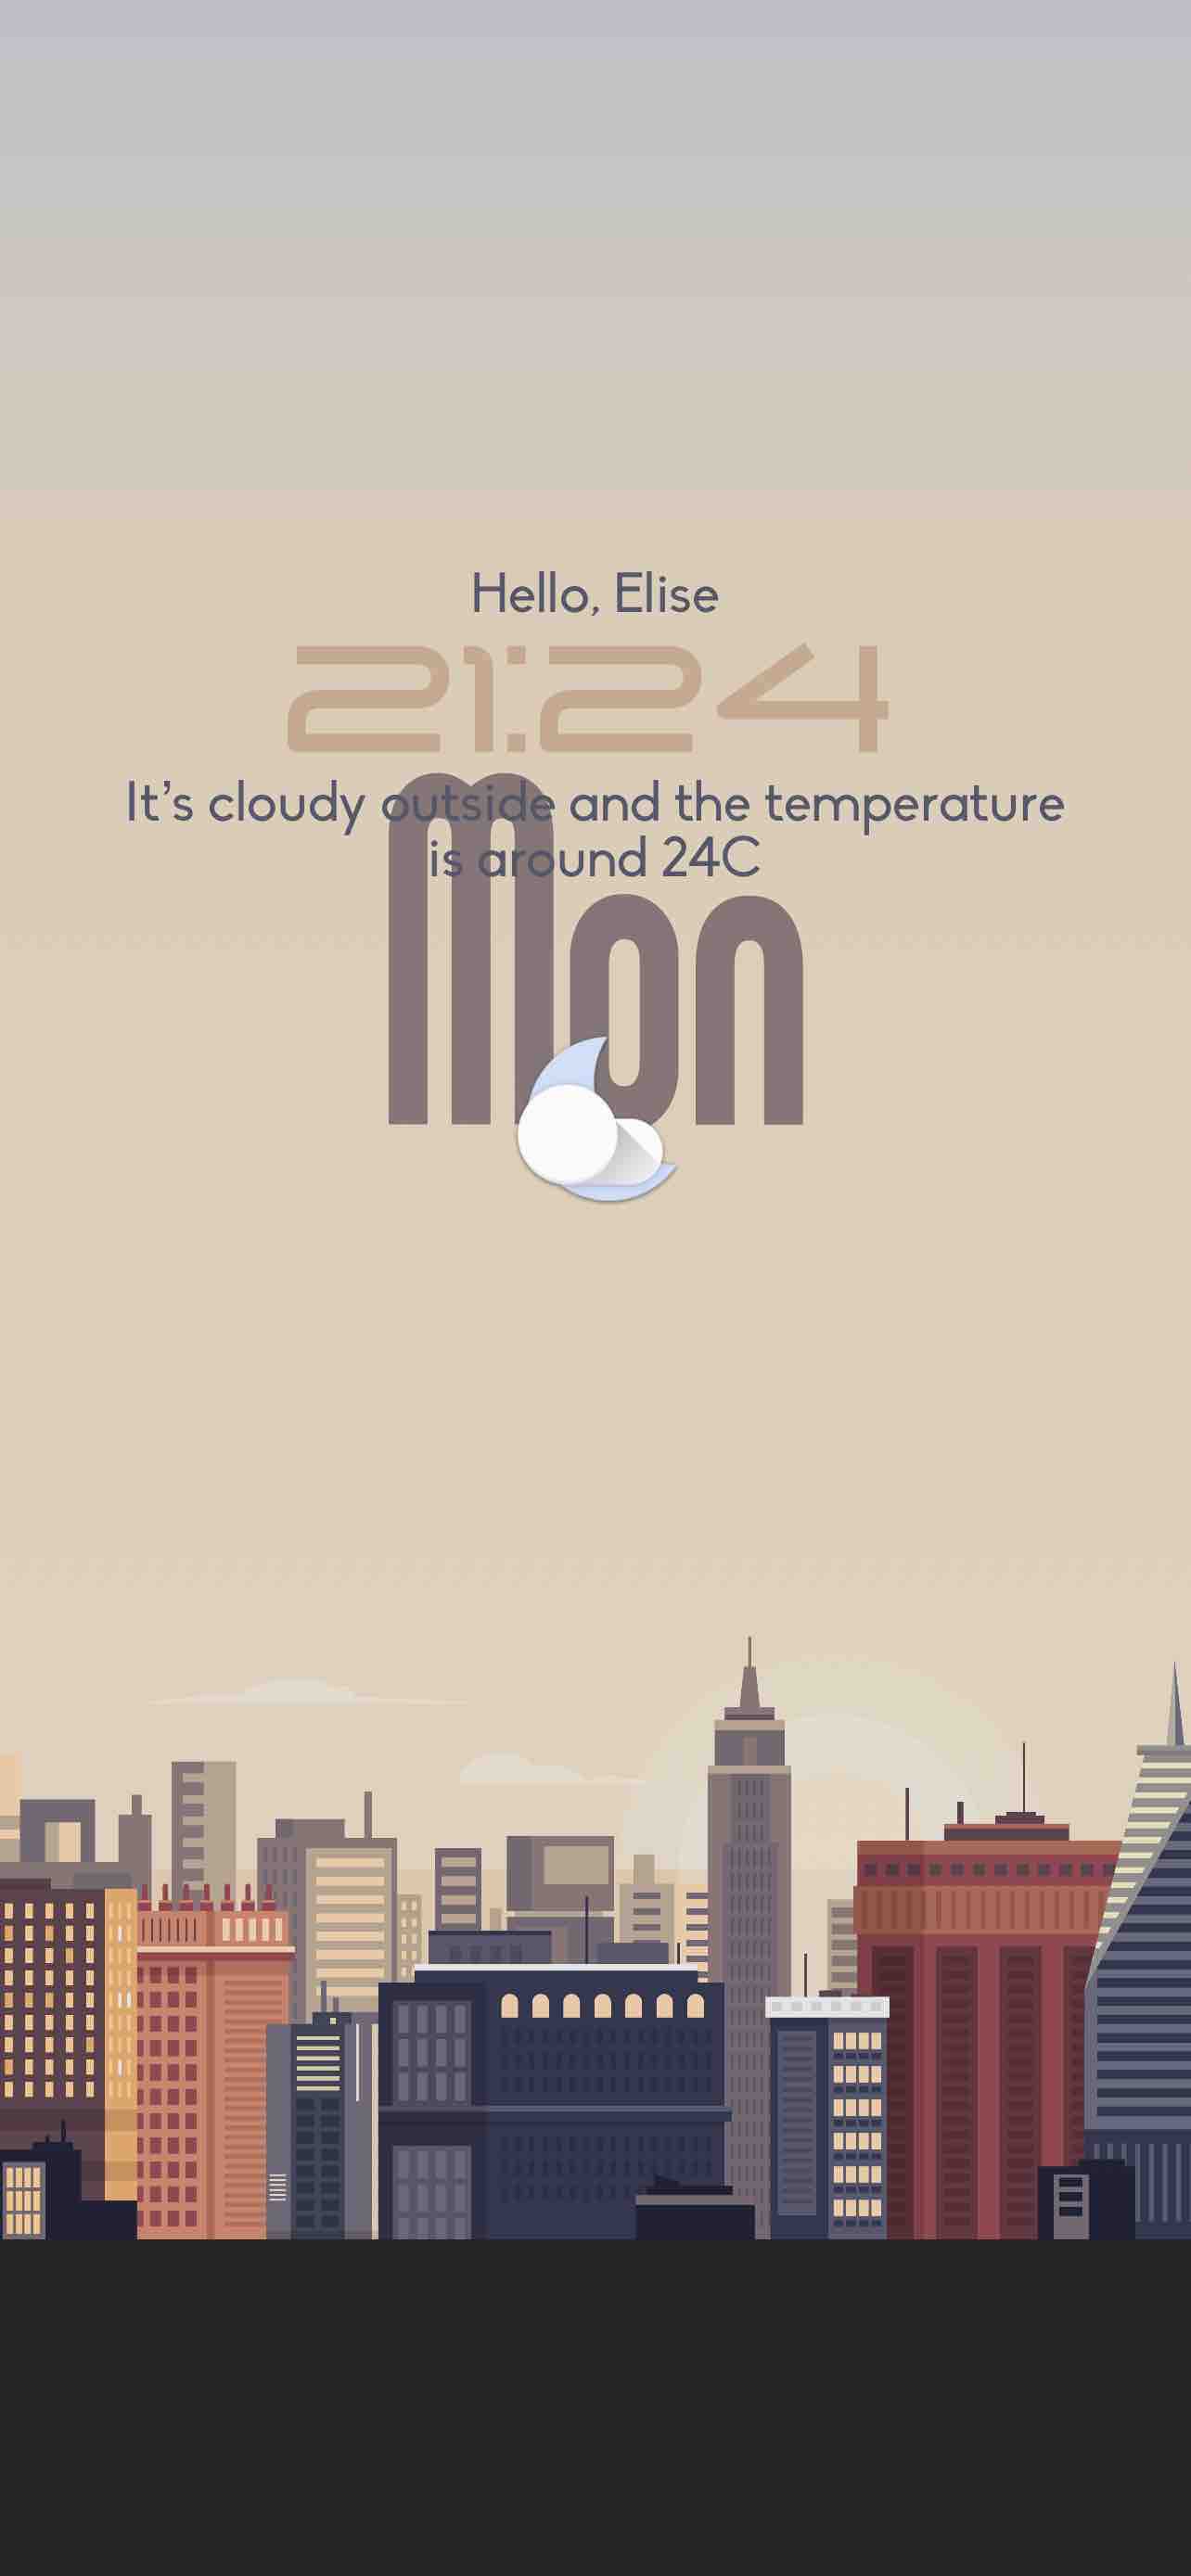 Hello, Elise
21:24
It’s cloudy outside and the temperature
is around 24C
Mon